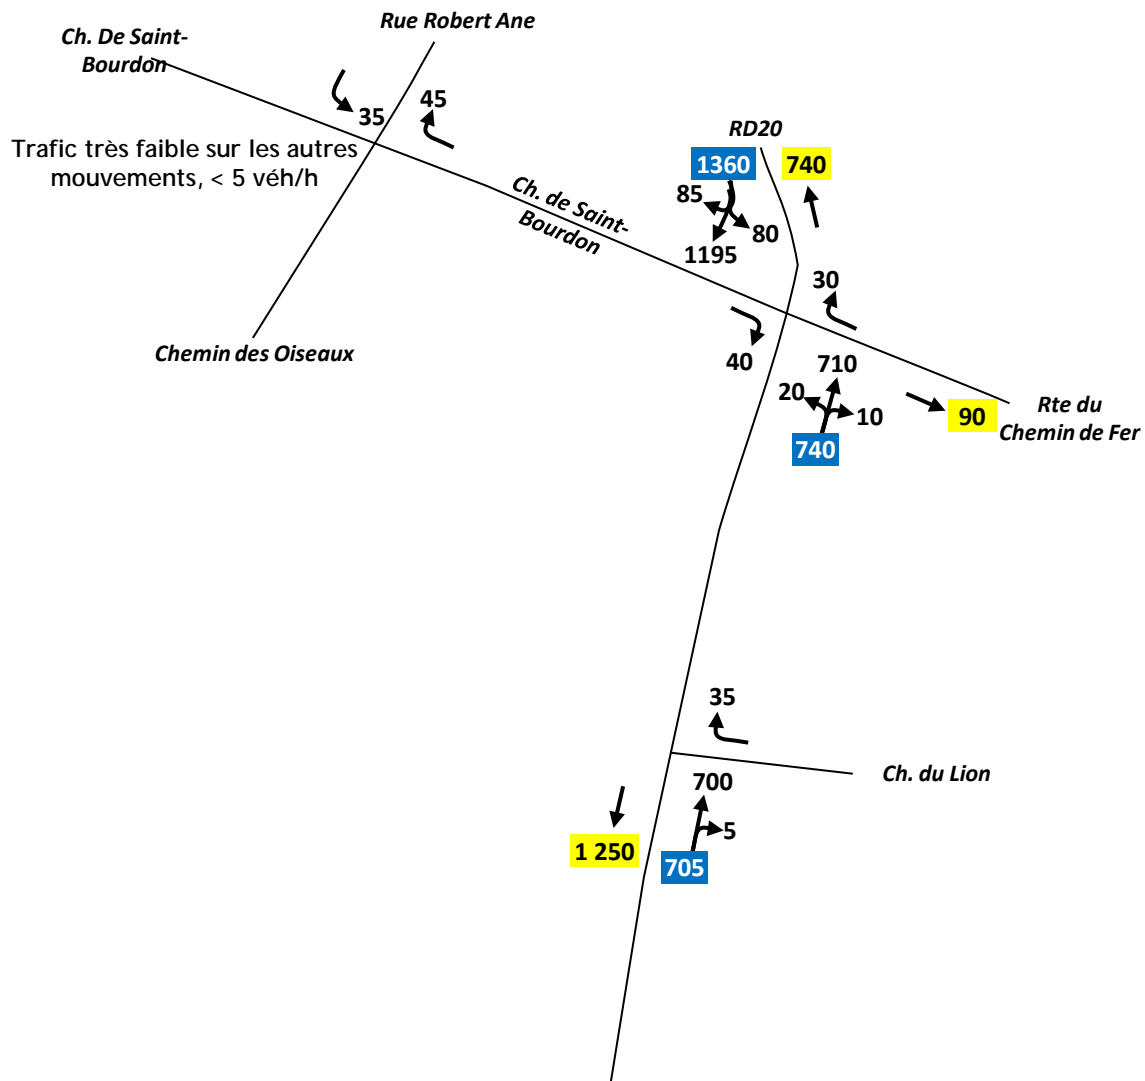 Rue Robert Ane
Ch. De Saint-
Bourdon
35
45
Trafic très faible sur les autres
mouvements, < 5 véh/h
RD20
1360
740
85
80
1195
Ch. de Saint-
Bourdon
30
Chemin des Oiseaux
40
710
20
10
740
90
Rte du
Chemin de Fer
35
Ch. du Lion
700
5
1 250
705